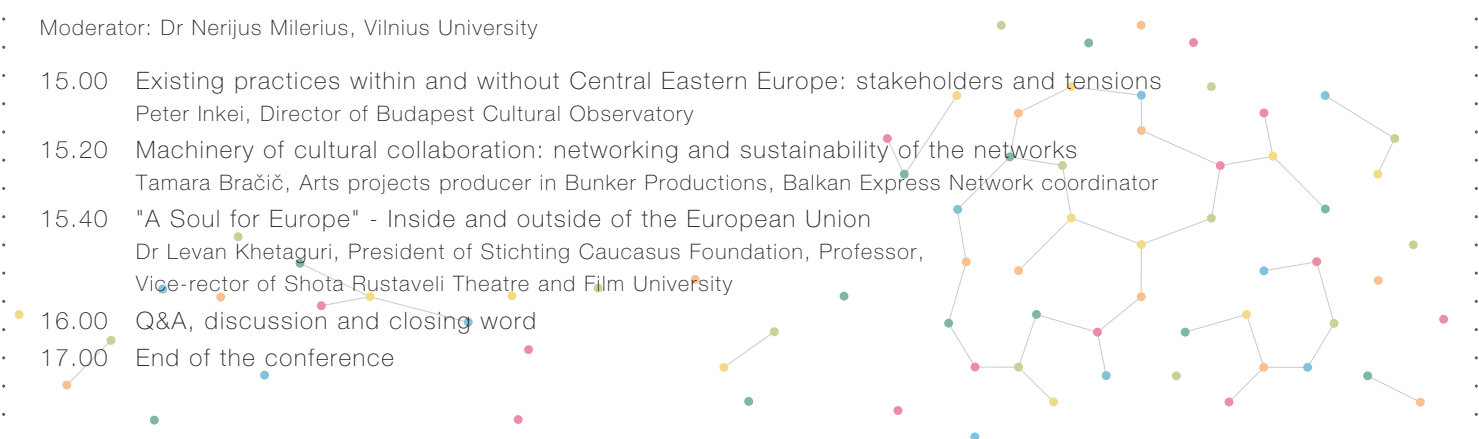 Moderator: Dr Nerijus Milerius, Vilnius University
15.00 Existing practices within and without Central Eastern Europe: stakeholders and tensions
Peter Inkei, Director of Budapest Cultural Observatory
15.20 Machinery of cultural collaboration: networking and sustainability of the networks
Tamara Bračič, Arts projects producer in Bunker Productions, Balkan Express Network coordinator
15.40 "A Soul for Europe" - Inside and outside of the European Union
Dr Levan Khetaguri, President of Stichting Caucasus Foundation, Professor,
Vice-rector of Shota Rustaveli Theatre and Film University
16.00 Q&A, discussion and closing word
17.00 End of the conference